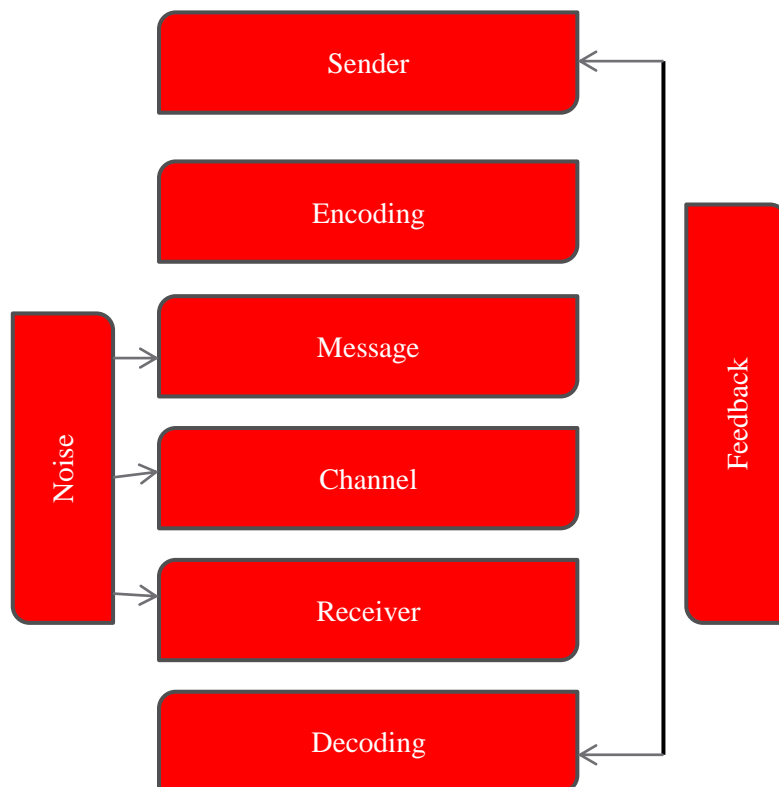 Sender
Encoding
Message
Noise
Channel
Feedback
Receiver
Decoding